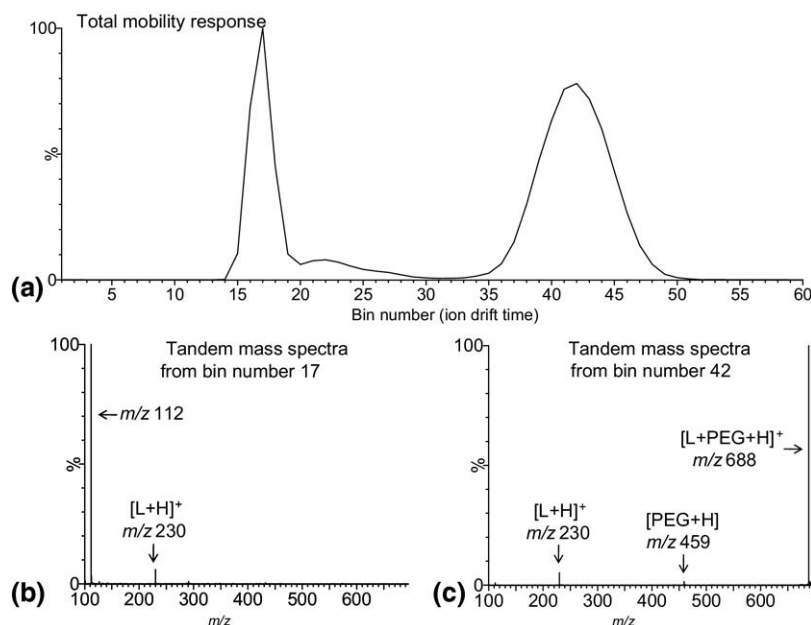 Total mobility response
100
%
0
5 10 15 20 25 30 35 40 45 50 55 60
Bin number (ion drift time)
(a)
Tandem mass spectra
from bin number 17
100
m/z 112
%
[L+H]+
m/z 230
0
100 200 300 400 500 600
m/z
(b)
Tandem mass spectra
from bin number 42
100
[L+PEG+H]+
m/z 688
%
[L+H]+
m/z 230
[PEG+H]
m/z 459
0
100 200 300 400 500 600
m/z
(c)